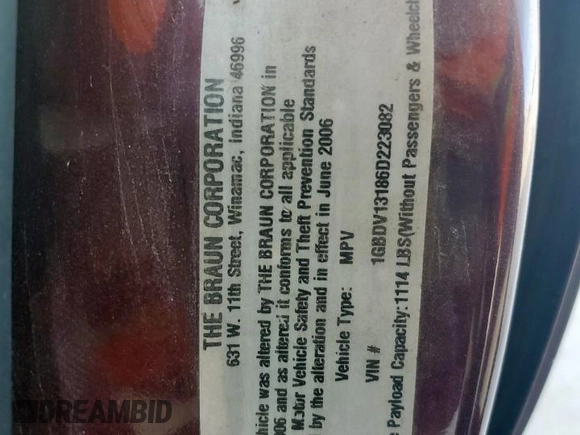 THE BRAUN CORPORATION
631 W. 11th Street, Winamac, Indiana 46996
hicle was altered by THE BRAUN CORPORATION in
006 and as altered it conforms to all applicable
Motor Vehicle Safety and Theft Prevention Standards
by the alteration and in effect in June 2006
Vehicle Type: MPV
VIN # 1GBDV13186D223082
e Payload Capacity: 1114 LBS(Without Passengers & Wheelch
DREAMBID